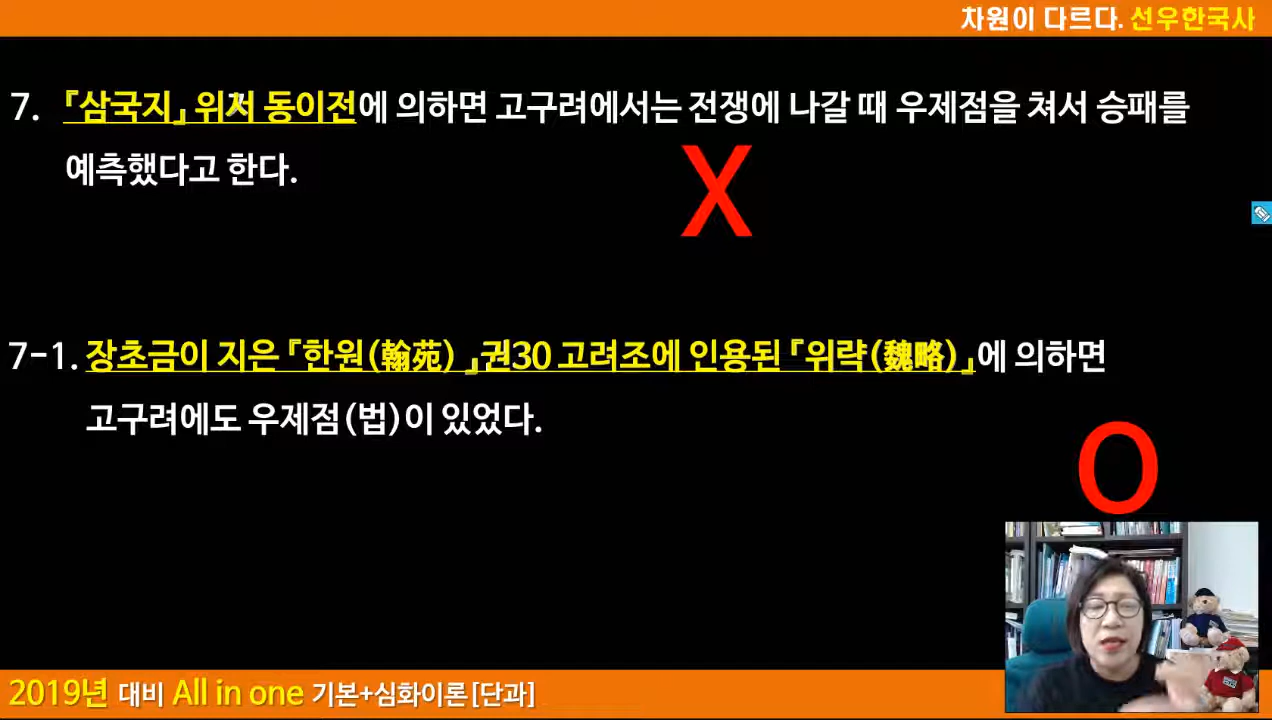 차원이 다르다. 선우한국사
7. 『삼국지』 위서 동이전에 의하면 고구려에서는 전쟁에 나갈 때 우제점을 쳐서 승패를
예측했다고 한다.
X
7-1. 장초금이 지은 『한원(翰苑) 』권30 고려조에 인용된 『위략(魏略)』에 의하면
고구려에도 우제점(법)이 있었다.
O
2019년 대비 All in one 기본+심화이론[단과]